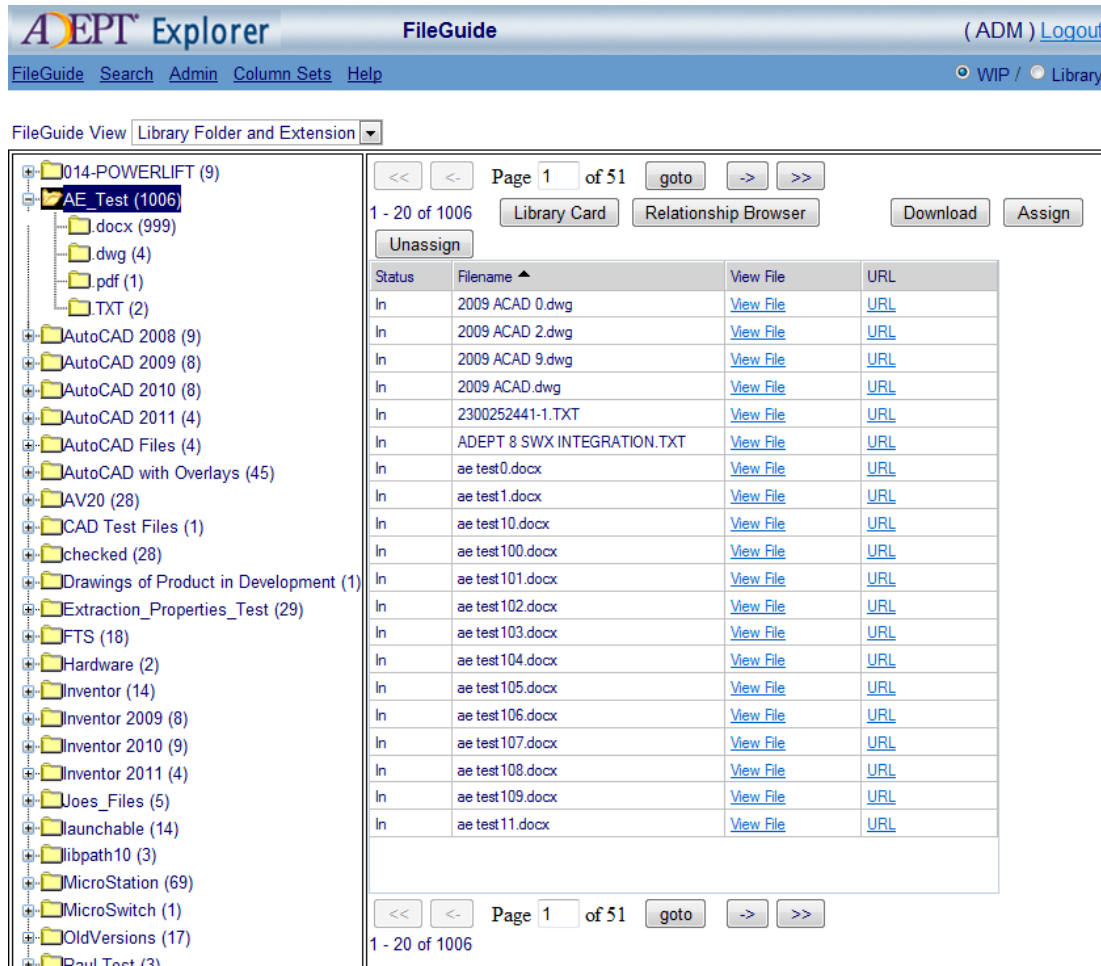 ADEPT Explorer FileGuide ( ADM ) Logout
FileGuide Search Admin Column Sets Help WIP / Library
FileGuide View Library Folder and Extension
014-POWERLIFT (9)
AE_Test (1006)
.docx (999)
.dwg (4)
.pdf (1)
.TXT (2)
AutoCAD 2008 (9)
AutoCAD 2009 (8)
AutoCAD 2010 (8)
AutoCAD 2011 (4)
AutoCAD Files (4)
AutoCAD with Overlays (45)
AV20 (28)
CAD Test Files (1)
checked (28)
Drawings of Product in Development (1)
Extraction_Properties_Test (29)
FTS (18)
Hardware (2)
Inventor (14)
Inventor 2009 (8)
Inventor 2010 (9)
Inventor 2011 (4)
Joes_Files (5)
launchable (14)
libpath10 (3)
MicroStation (69)
MicroSwitch (1)
OldVersions (17)
Paul Test (3)
<< <- Page 1 of 51 goto -> >>
1 - 20 of 1006 Library Card Relationship Browser Download Assign
Unassign
Status Filename View File URL
In 2009 ACAD 0.dwg View File URL
In 2009 ACAD 2.dwg View File URL
In 2009 ACAD 9.dwg View File URL
In 2009 ACAD.dwg View File URL
In 2300252441-1.TXT View File URL
In ADEPT 8 SWX INTEGRATION.TXT View File URL
In ae test0.docx View File URL
In ae test1.docx View File URL
In ae test10.docx View File URL
In ae test100.docx View File URL
In ae test101.docx View File URL
In ae test102.docx View File URL
In ae test103.docx View File URL
In ae test104.docx View File URL
In ae test105.docx View File URL
In ae test106.docx View File URL
In ae test107.docx View File URL
In ae test108.docx View File URL
In ae test109.docx View File URL
In ae test11.docx View File URL
<< <- Page 1 of 51 goto -> >>
1 - 20 of 1006